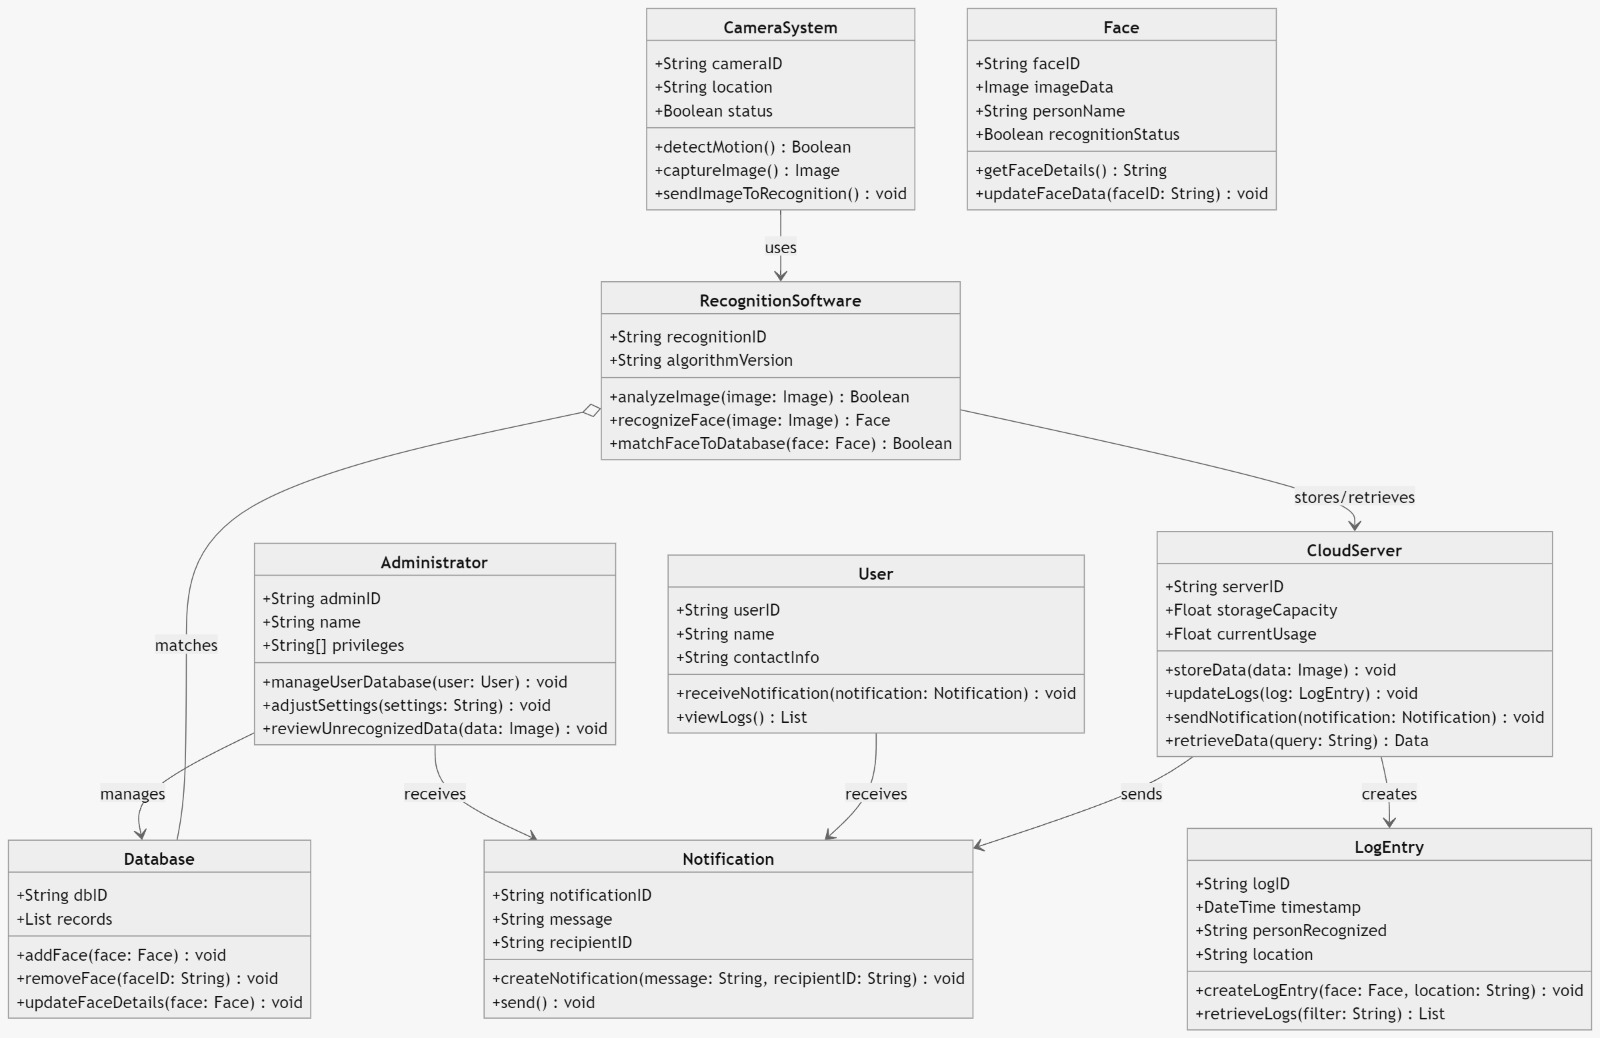 CameraSystem
+String cameraID
+String location
+Boolean status
+detectMotion() : Boolean
+captureImage() : Image
+sendImageToRecognition() : void
Face
+String faceID
+Image imageData
+String personName
+Boolean recognitionStatus
+getFaceDetails() : String
+updateFaceData(faceID: String) : void
uses
RecognitionSoftware
+String recognitionID
+String algorithmVersion
+analyzeImage(image: Image) : Boolean
+recognizeFace(image: Image) : Face
+matchFaceToDatabase(face: Face) : Boolean
stores/retrieves
matches
Administrator
+String adminID
+String name
+String[] privileges
+manageUserDatabase(user: User) : void
+adjustSettings(settings: String) : void
+reviewUnrecognizedData(data: Image) : void
User
+String userID
+String name
+String contactInfo
+receiveNotification(notification: Notification) : void
+viewLogs() : List
CloudServer
+String serverID
+Float storageCapacity
+Float currentUsage
+storeData(data: Image) : void
+updateLogs(log: LogEntry) : void
+sendNotification(notification: Notification) : void
+retrieveData(query: String) : Data
manages
receives
receives
sends
creates
Database
+String dbID
+List records
+addFace(face: Face) : void
+removeFace(faceID: String) : void
+updateFaceDetails(face: Face) : void
Notification
+String notificationID
+String message
+String recipientID
+createNotification(message: String, recipientID: String) : void
+send() : void
LogEntry
+String logID
+DateTime timestamp
+String personRecognized
+String location
+createLogEntry(face: Face, location: String) : void
+retrieveLogs(filter: String) : List